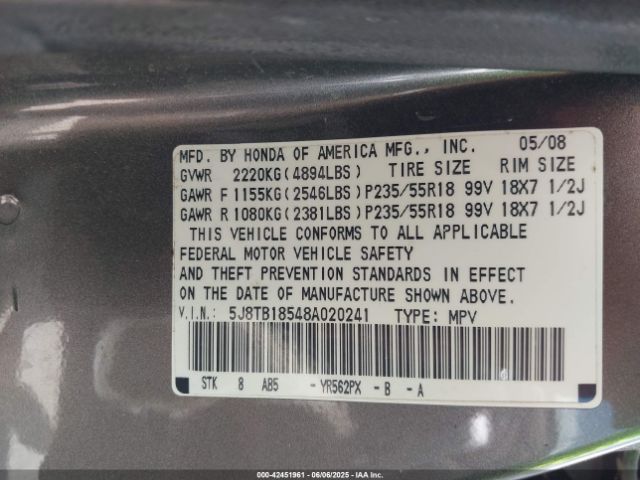 MFD. BY HONDA OF AMERICA MFG., INC. 05/08
GVWR 2220KG(4894LBS) TIRE SIZE RIM SIZE
GAWR F 1155KG(2546LBS) P235/55R18 99V 18X7 1/2J
GAWR R 1080KG(2381LBS) P235/55R18 99V 18X7 1/2J
THIS VEHICLE CONFORMS TO ALL APPLICABLE
FEDERAL MOTOR VEHICLE SAFETY
AND THEFT PREVENTION STANDARDS IN EFFECT
ON THE DATE OF MANUFACTURE SHOWN ABOVE.
V.I.N.: 5J8TB18548A020241 TYPE: MPV
STK 8 AB5 -YR562PX -B -A
000-42451961 06/06/2025 IAA Inc.